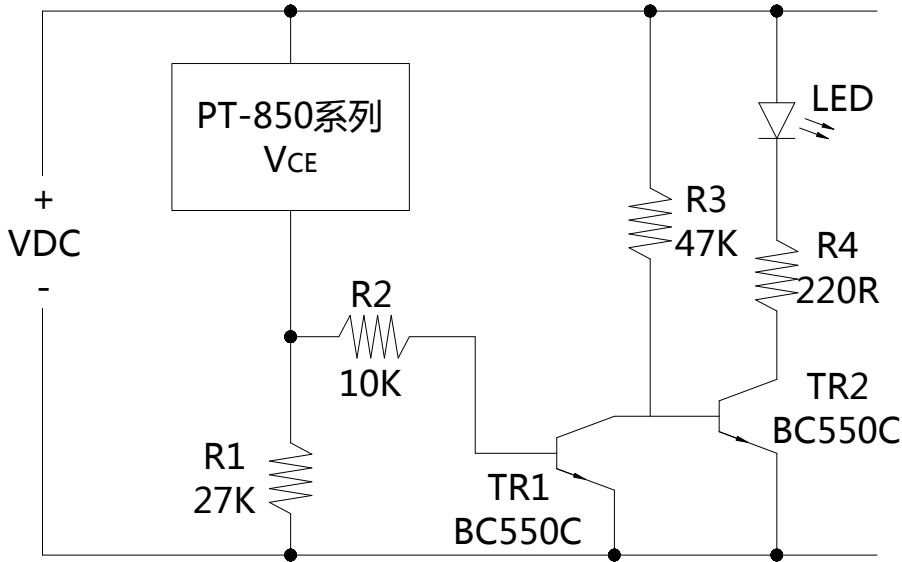 PT-850系列
VCE
+
VDC
-
R1
27K
R2
10K
R3
47K
LED
R4
220R
TR1
BC550C
TR2
BC550C